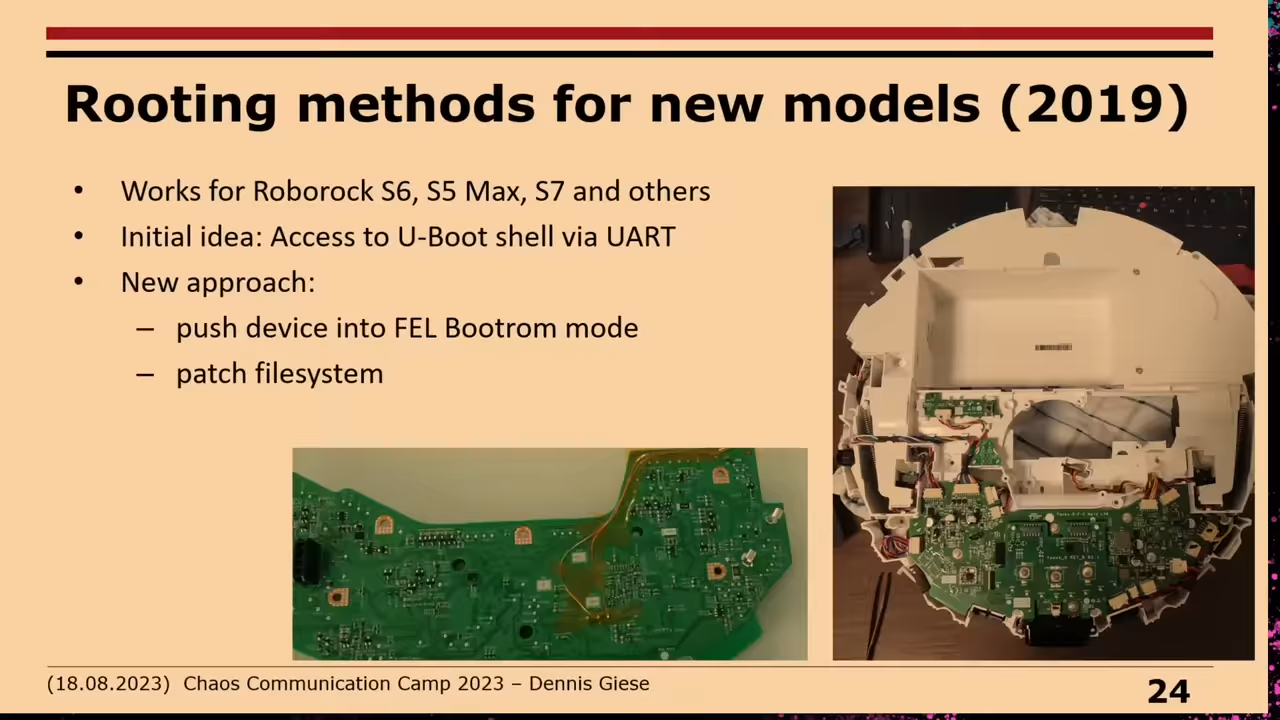 Rooting methods for new models (2019)
• Works for Roborock S6, S5 Max, S7 and others
• Initial idea: Access to U-Boot shell via UART
• New approach:
– push device into FEL Bootrom mode
– patch filesystem
(18.08.2023) Chaos Communication Camp 2023 – Dennis Giese
24